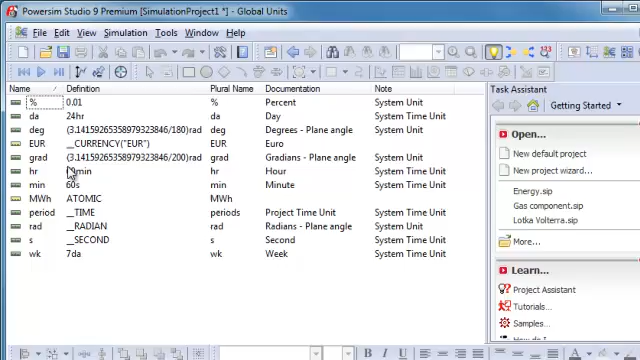 Powersim Studio 9 Premium [SimulationProject1 *] - Global Units
File Edit View Simulation Tools Window Help
123
Name / Definition Plural Name Documentation Note
% 0.01 Percent System Unit
da 24hr da Day System Time Unit
deg (3.14159265358979323846/180)rad deg Degrees - Plane angle System Unit
EUR __CURRENCY("EUR") EUR Euro
grad (3.14159265358979323846/200)rad grad Gradians - Plane angle System Unit
hr min hr Hour System Time Unit
min 60s min Minute System Time Unit
MWh ATOMIC MWh
period __TIME periods Project Time Unit System Time Unit
rad __RADIAN rad Radians - Plane angle System Unit
s __SECOND s Second System Time Unit
wk 7da wk Week System Time Unit
Task Assistant
Getting Started
Open...
New default project
New project wizard...
Energy.sip
Gas component.sip
Lotka Volterra.sip
More...
Learn...
Project Assistant
Tutorials...
Samples...
B I U